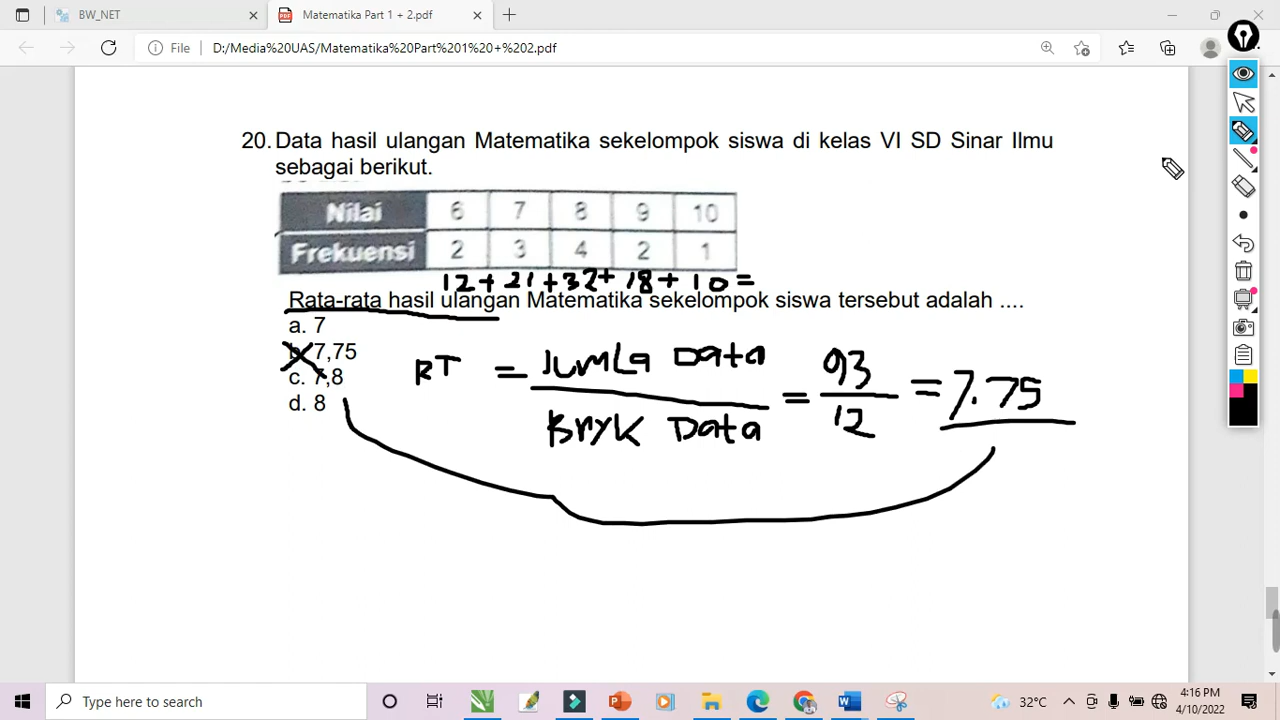 BW_NET
Matematika Part 1 + 2.pdf
File
D:/Media%20UAS/Matematika%20Part%201%20+%202.pdf
20. Data hasil ulangan Matematika sekelompok siswa di kelas VI SD Sinar Ilmu
sebagai berikut.
Nilai 6 7 8 9 10
Frekuensi 2 3 4 2 1
12 + 21 + 32 + 18 + 10 =
Rata-rata hasil ulangan Matematika sekelompok siswa tersebut adalah ....
a. 7
b. 7,75
c. 7,8
d. 8
RT = Jumla Data / Bnyk Data = 93 / 12 = 7.75
Type here to search
32°C
4:16 PM
4/10/2022